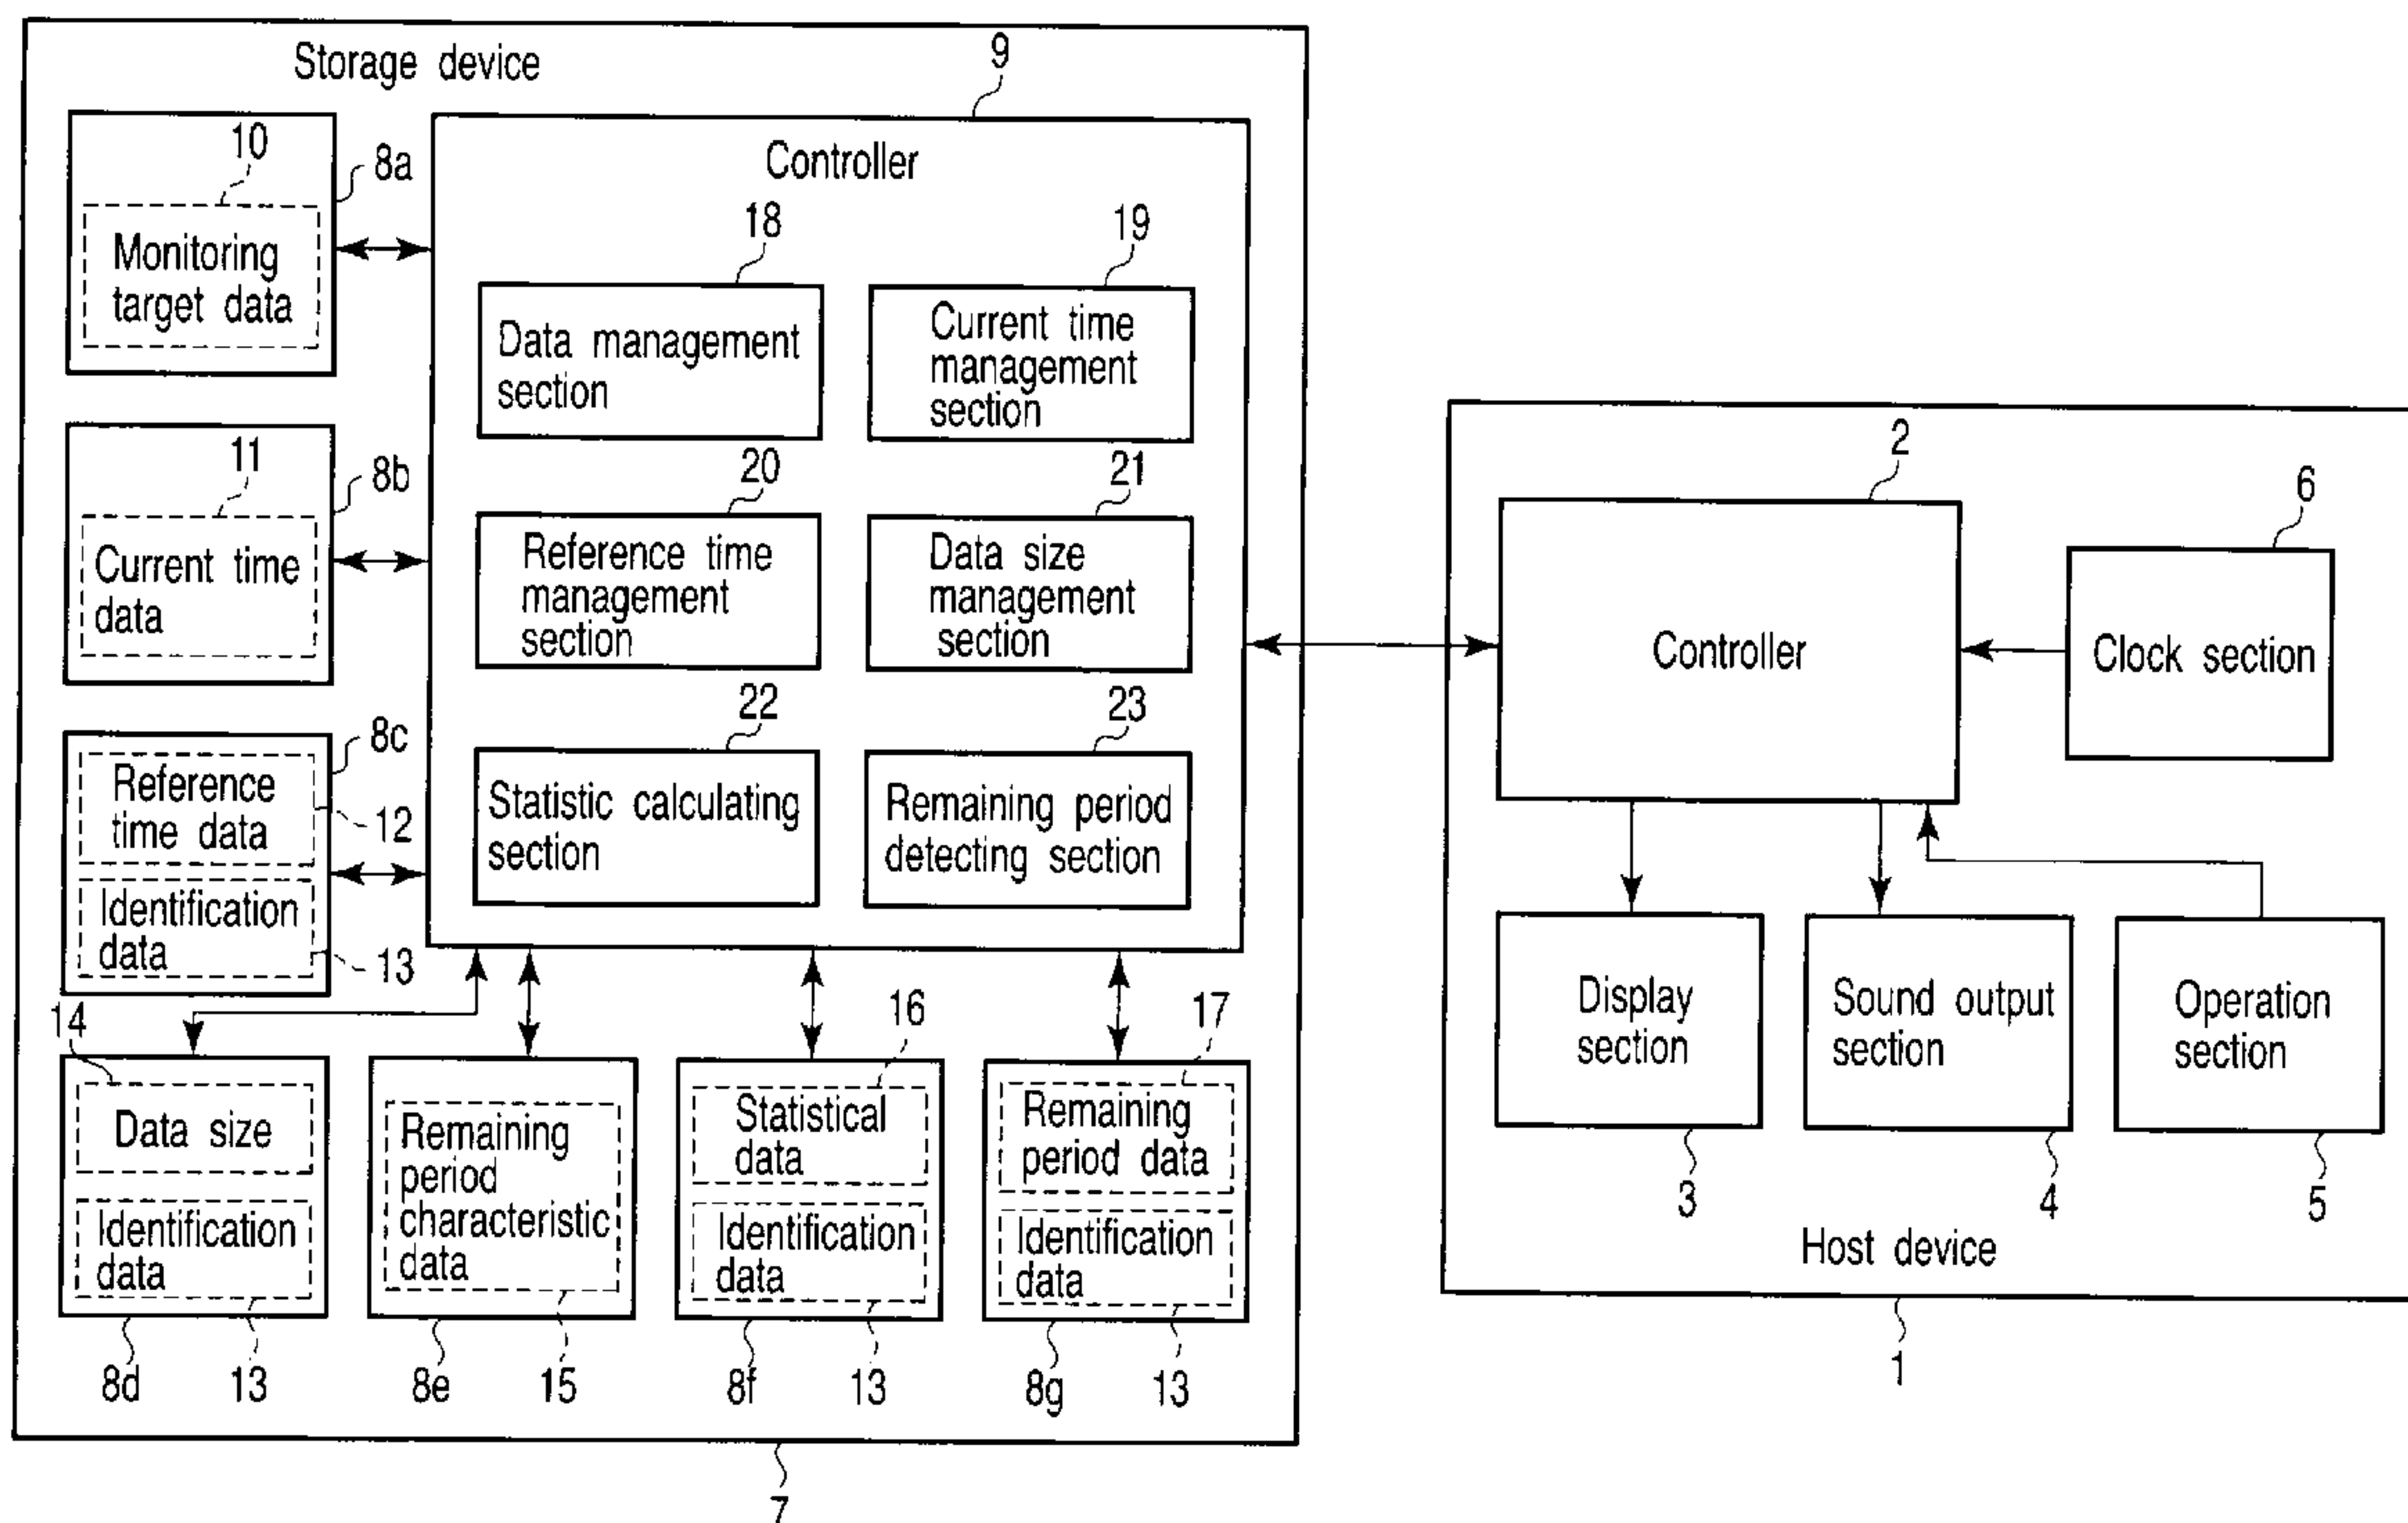 Storage device
9
10
8a
Monitoring
target data
Controller
18
Data management
section
19
Current time
management
section
11
8b
Current time
data
20
Reference time
management
section
21
Data size
management
section
8c
Reference
time data
12
Identification
data
13
22
Statistic calculating
section
23
Remaining period
detecting section
14
Data size
Identification
data
8d
13
Remaining
period
characteristic
data
8e
15
16
Statistical
data
Identification
data
8f
13
17
Remaining
period data
Identification
data
8g
13
7
2
Controller
6
Clock section
Display
section
3
Sound output
section
4
Operation
section
5
Host device
1